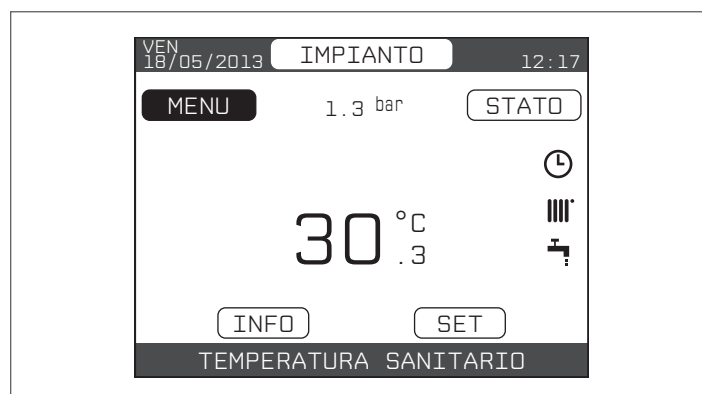 VEN
18/05/2013 IMPIANTO 12:17
MENU 1.3 bar STATO
30.3 °C
INFO SET
TEMPERATURA SANITARIO